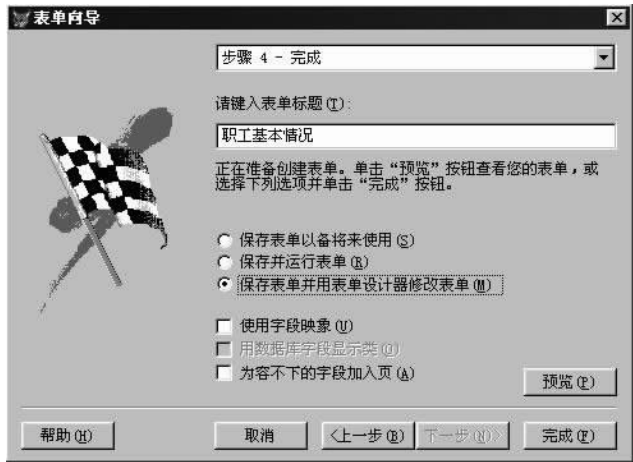 表单向导
步骤 4 - 完成
请键入表单标题(T):
职工基本情况
正在准备创建表单。单击“预览”按钮查看您的表单，或
选择下列选项并单击“完成”按钮。
保存表单以备将来使用(S)
保存并运行表单(R)
保存表单并用表单设计器修改表单(M)
使用字段映象(U)
用数据库字段显示类(O)
为容不下的字段加入页(A)
预览(P)
帮助(H) 取消 <上一步(B) 下一步(N)> 完成(F)